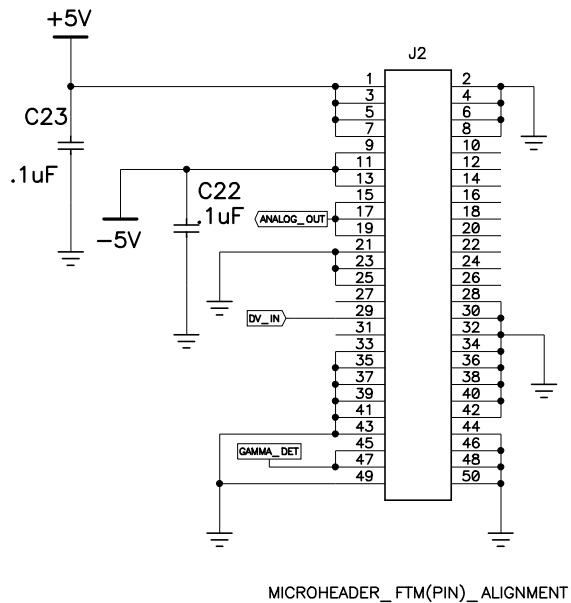 +5V
J2
1 2
3 4
C23
5 6
7 8
9 10
11 12
.1uF
13 14
C22
15 16
.1uF
ANALOG_OUT
17 18
-5V
19 20
21 22
23 24
25 26
27 28
DV_IN
29 30
31 32
33 34
35 36
37 38
39 40
41 42
43 44
GAMMA_DET
45 46
47 48
49 50
MICROHEADER_FTM(PIN)_ALIGNMENT